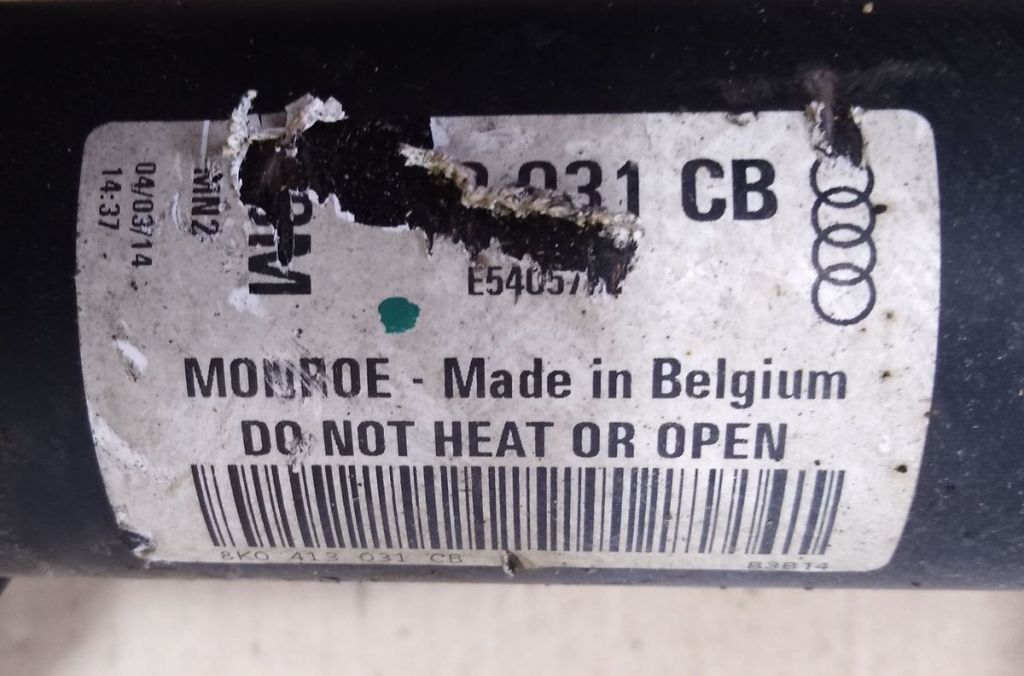 04/03/14
14:37
MN2
031 CB
MONROE - Made in Belgium
DO NOT HEAT OR OPEN
8K0 413 031 CB
B3B14